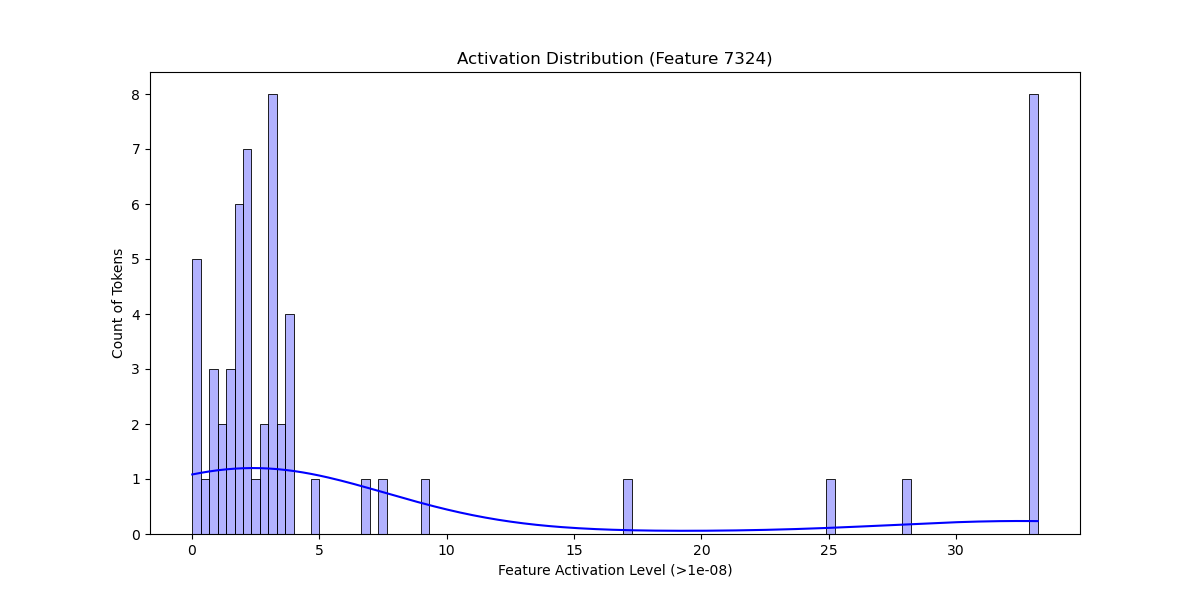 Activation Distribution (Feature 7324)
Count of Tokens
8
7
6
5
4
3
2
1
0
0 5 10 15 20 25 30
Feature Activation Level (>1e-08)